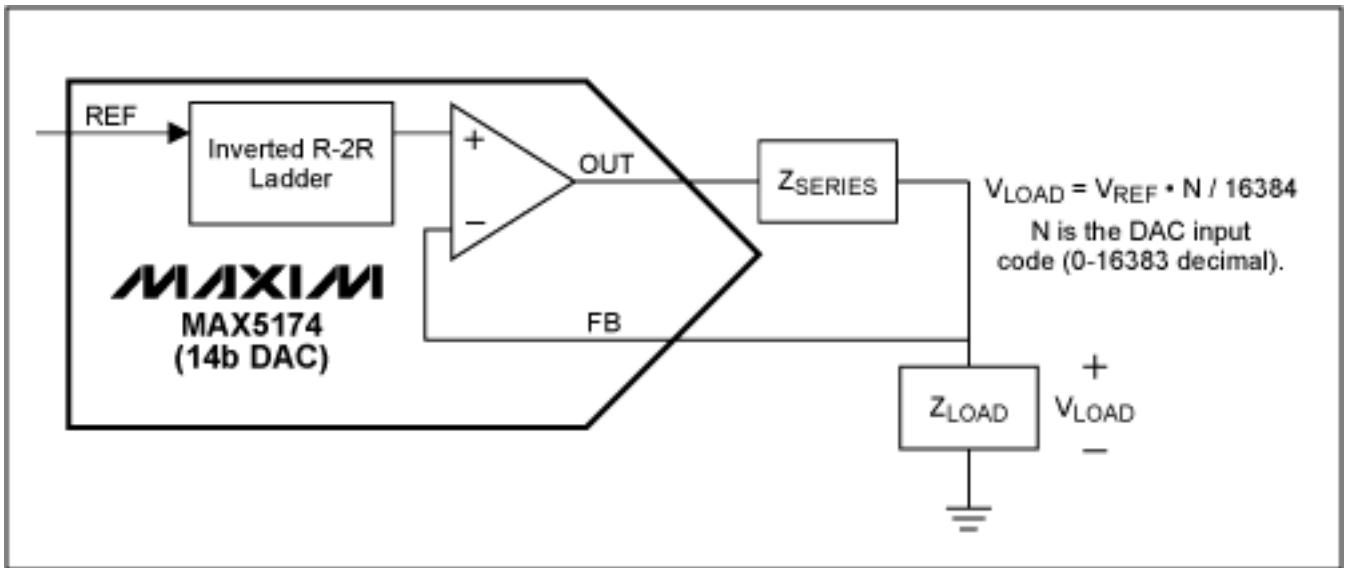 REF
Inverted R-2R
Ladder
+
−
OUT
ZSERIES
VLOAD = VREF • N / 16384
N is the DAC input
code (0-16383 decimal).
MAXIM
MAX5174
(14b DAC)
FB
ZLOAD
+
VLOAD
−